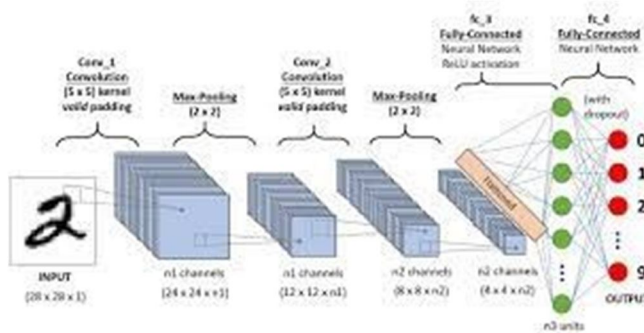 fc_3
Fully-Connected
Neural Network
ReLU activation
fc_4
Fully-Connected
Neural Network
Conv_1
Convolution
(5 x 5) kernel
valid padding
Max-Pooling
(2 x 2)
Conv_2
Convolution
(5 x 5) kernel
valid padding
Max-Pooling
(2 x 2)
(with
dropout)
2
Flattened
0
1
2
9
INPUT
(28 x 28 x 1)
n1 channels
(24 x 24 x n1)
n1 channels
(12 x 12 x n1)
n2 channels
(8 x 8 x n2)
n2 channels
(4 x 4 x n2)
n3 units
OUTPUT